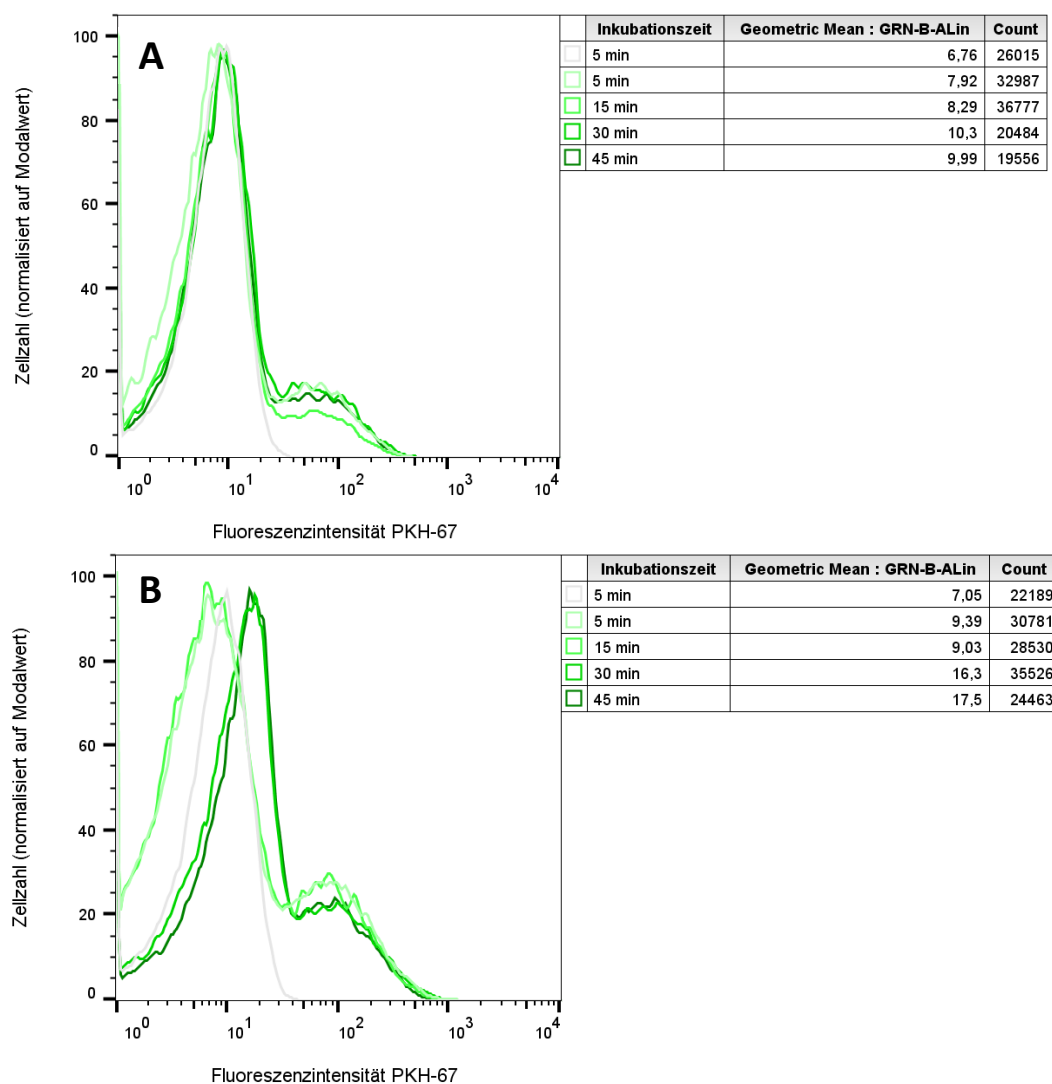 A
100
80
60
40
20
0
Zellzahl (normalisiert auf Modalwert)
10^0 10^1 10^2 10^3 10^4
Fluoreszenzintensität PKH-67
Inkubationszeit Geometric Mean : GRN-B-ALin Count
5 min 6,76 26015
5 min 7,92 32987
15 min 8,29 36777
30 min 10,3 20484
45 min 9,99 19556
B
100
80
60
40
20
0
Zellzahl (normalisiert auf Modalwert)
10^0 10^1 10^2 10^3 10^4
Fluoreszenzintensität PKH-67
Inkubationszeit Geometric Mean : GRN-B-ALin Count
5 min 7,05 22189
5 min 9,39 30781
15 min 9,03 28530
30 min 16,3 35526
45 min 17,5 24463